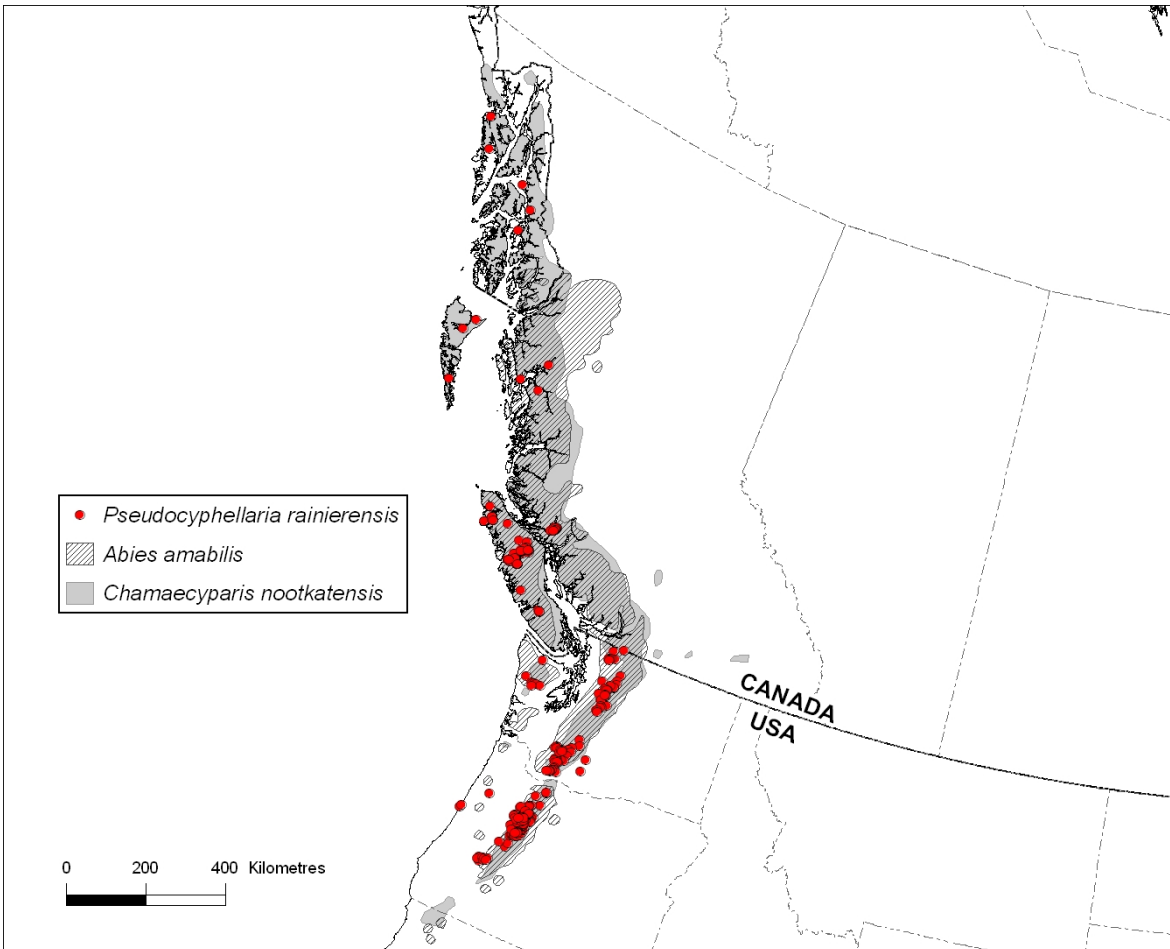 Pseudocyphellaria rainierensis
Abies amabilis
Chamaecyparis nootkatensis
CANADA
USA
0 200 400 Kilometres